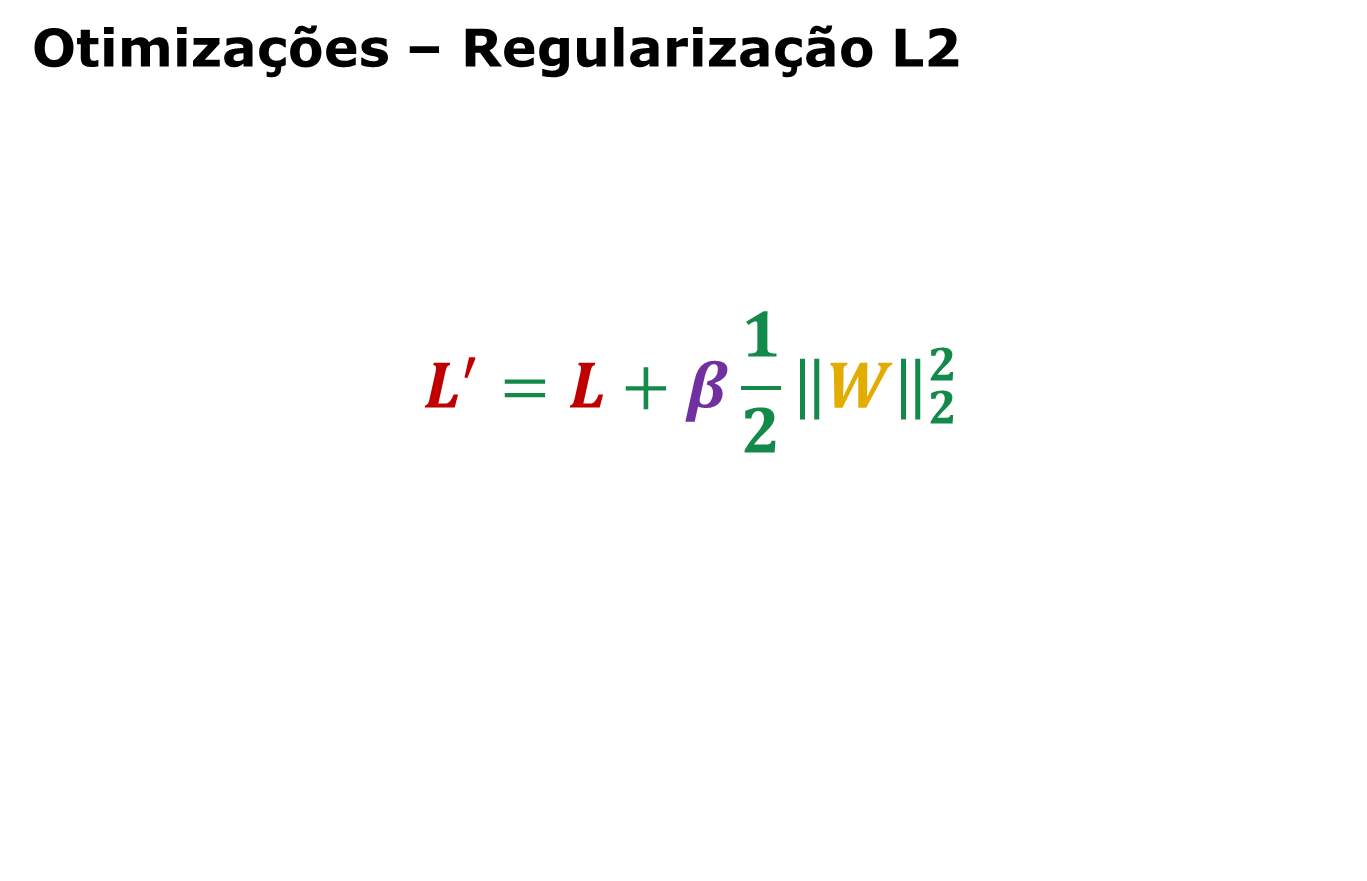 Otimizações – Regularização L2
L′ = L + β 1/2 ‖W‖₂²